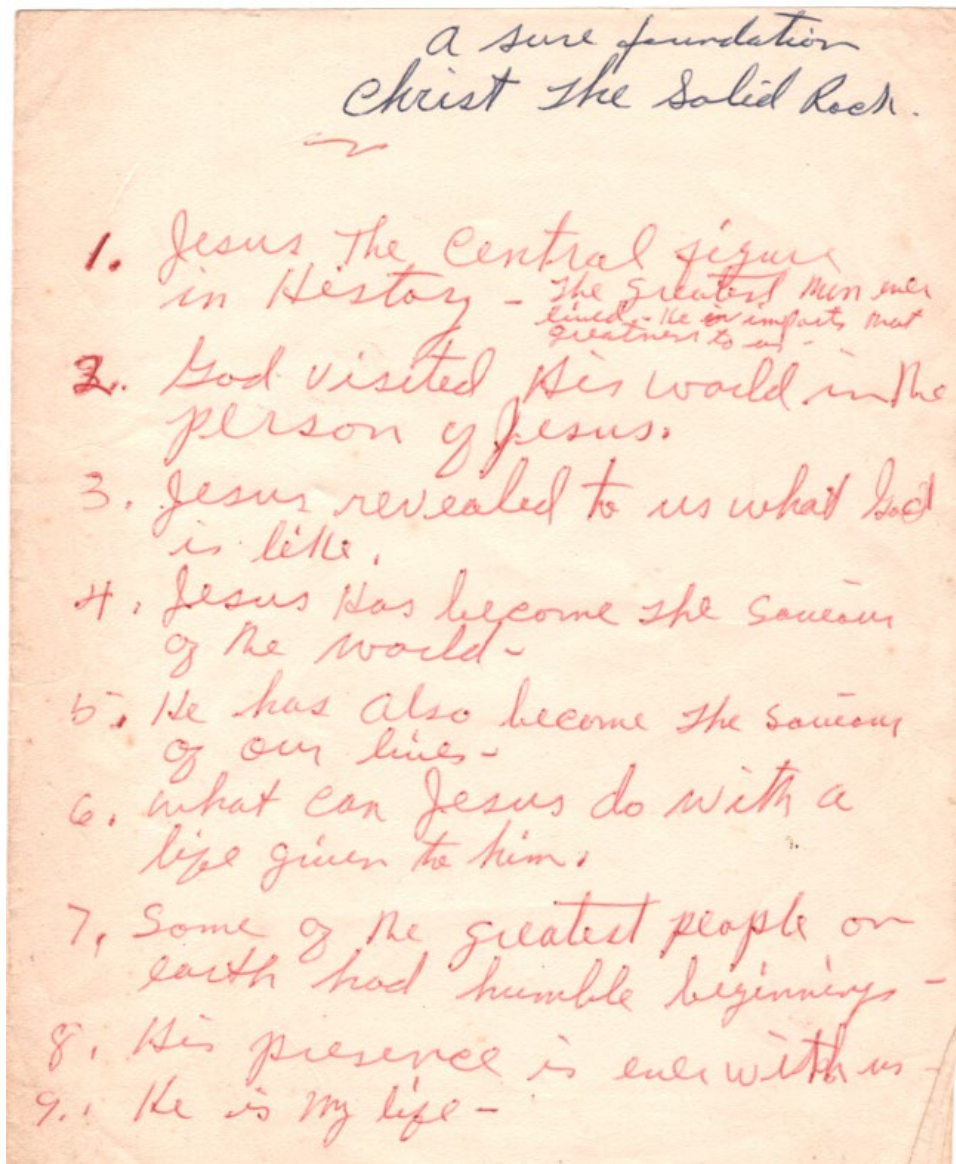 a sure foundation
Christ The Solid Rock.
1. Jesus The Central figure
in History - The greatest Man ever
lived - He imparts that
greatness to us -
2. God visited His world in the
person of Jesus.
3. Jesus revealed to us what God
is like.
4. Jesus Has become The Saviour
of the world -
5. He has also become The Saviour
of our lives -
6. what can Jesus do with a
life given to him.
7. Some of the greatest people on
earth had humble beginnings -
8. His presence is ever with us -
9. He is my life -